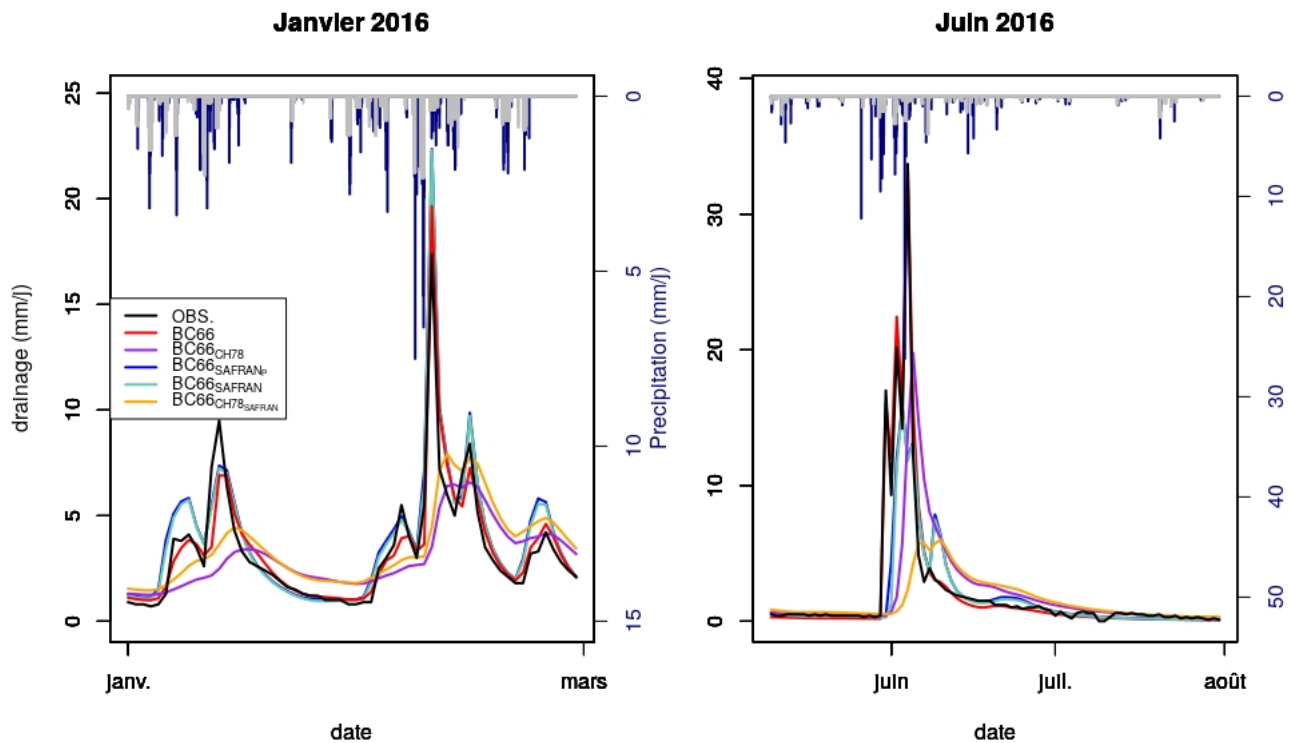 Janvier 2016
25
20
15
10
5
0
drainage (mm/j)
OBS.
BC66
BC66CH78
BC66SAFRANP
BC66SAFRAN
BC66CH78SAFRAN
0
5
10
15
Precipitation (mm/j)
janv.
mars
date
Juin 2016
40
30
20
10
0
0
10
20
30
40
50
juin
juil.
août
date